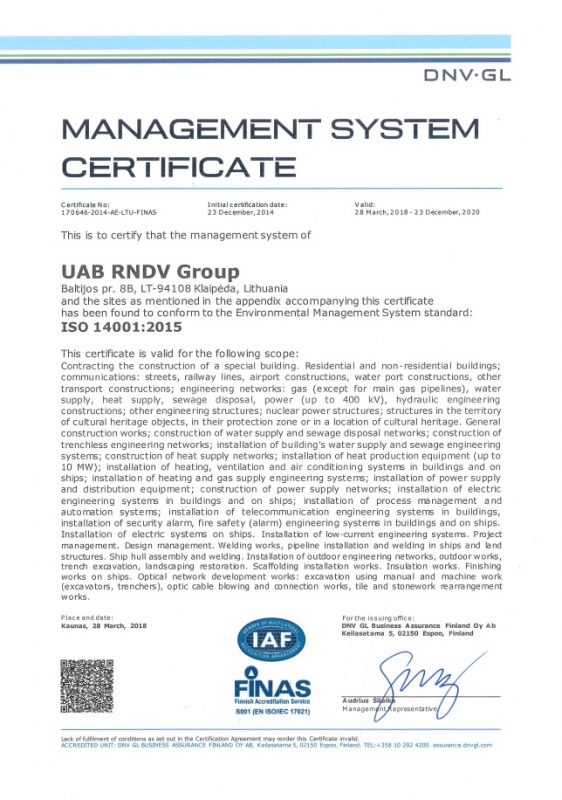 DNV·GL
MANAGEMENT SYSTEM
CERTIFICATE
Certificate No:
170646-2014-AE-LTU-FINAS
Initial certification date:
23 December, 2014
Valid:
28 March, 2018 - 23 December, 2020
This is to certify that the management system of
UAB RNDV Group
Baltijos pr. 8B, LT-94108 Klaipėda, Lithuania
and the sites as mentioned in the appendix accompanying this certificate
has been found to conform to the Environmental Management System standard:
ISO 14001:2015
This certificate is valid for the following scope:
Contracting the construction of a special building. Residential and non-residential buildings;
communications: streets, railway lines, airport constructions, water port constructions, other
transport constructions; engineering networks: gas (except for main gas pipelines), water
supply, heat supply, sewage disposal, power (up to 400 kV), hydraulic engineering
constructions; other engineering structures; nuclear power structures; structures in the territory
of cultural heritage objects, in their protection zone or in a location of cultural heritage. General
construction works; construction of water supply and sewage disposal networks; construction of
trenchless engineering networks; installation of building's water supply and sewage engineering
systems; construction of heat supply networks; installation of heat production equipment (up to
10 MW); installation of heating, ventilation and air conditioning systems in buildings and on
ships; installation of heating and gas supply engineering systems; installation of power supply
and distribution equipment; construction of power supply networks; installation of electric
engineering systems in buildings and on ships; installation of process management and
automation systems; installation of telecommunication engineering systems in buildings,
installation of security alarm, fire safety (alarm) engineering systems in buildings and on ships.
Installation of electric systems on ships. Installation of low-current engineering systems. Project
management. Design management. Welding works, pipeline installation and welding in ships and land
structures. Ship hull assembly and welding. Installation of outdoor engineering networks, outdoor works,
trench excavation, landscaping restoration. Scaffolding installation works. Insulation works. Finishing
works on ships. Optical network development works: excavation using manual and machine work
(excavators, trenchers), optic cable blowing and connection works, tile and stonework rearrangement
works.
Place and date:
Kaunas, 28 March, 2018
MEMBER OF MULTILATERAL
IAF
RECOGNITION ARRANGEMENT
FINAS
Finnish Accreditation Service
S001 (EN ISO/IEC 17021)
For the issuing office:
DNV GL Business Assurance Finland Oy Ab
Keilasatama 5, 02150 Espoo, Finland
Audrius Šileika
Management Representative
Lack of fulfilment of conditions as set out in the Certification Agreement may render this Certificate invalid.
ACCREDITED UNIT: DNV GL BUSINESS ASSURANCE FINLAND OY AB, Keilasatama 5, 02150 Espoo, Finland. TEL:+358 10 292 4200. assurance.dnvgl.com